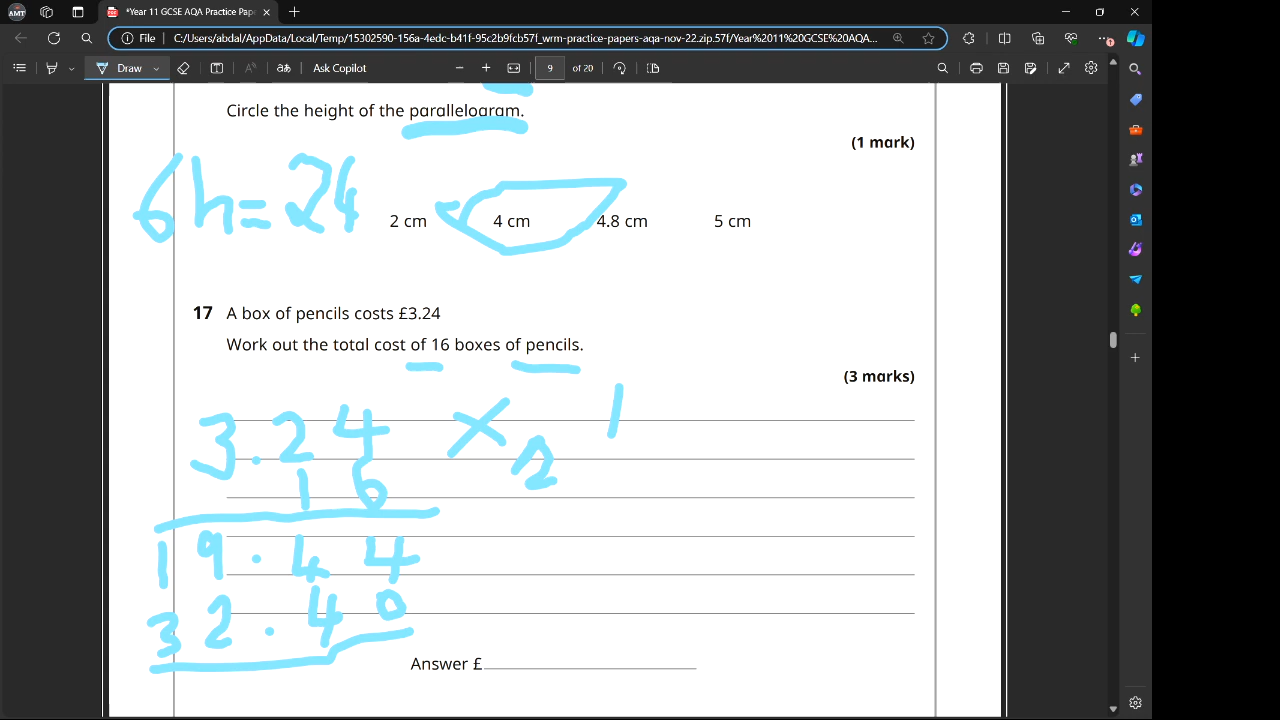 AMT
*Year 11 GCSE AQA Practice Pap
File
C:/Users/abdal/AppData/Local/Temp/15302590-156a-4edc-b41f-95c2b9fcb57f_wrm-practice-papers-aqa-nov-22.zip.57f/Year%2011%20GCSE%20AQA...
Draw
Ask Copilot
9 of 20
Circle the height of the parallelogram.
(1 mark)
6h=24
2 cm 4 cm 4.8 cm 5 cm
17 A box of pencils costs £3.24
Work out the total cost of 16 boxes of pencils.
(3 marks)
3.24 × 2 1
16
19.44
32.40
Answer £